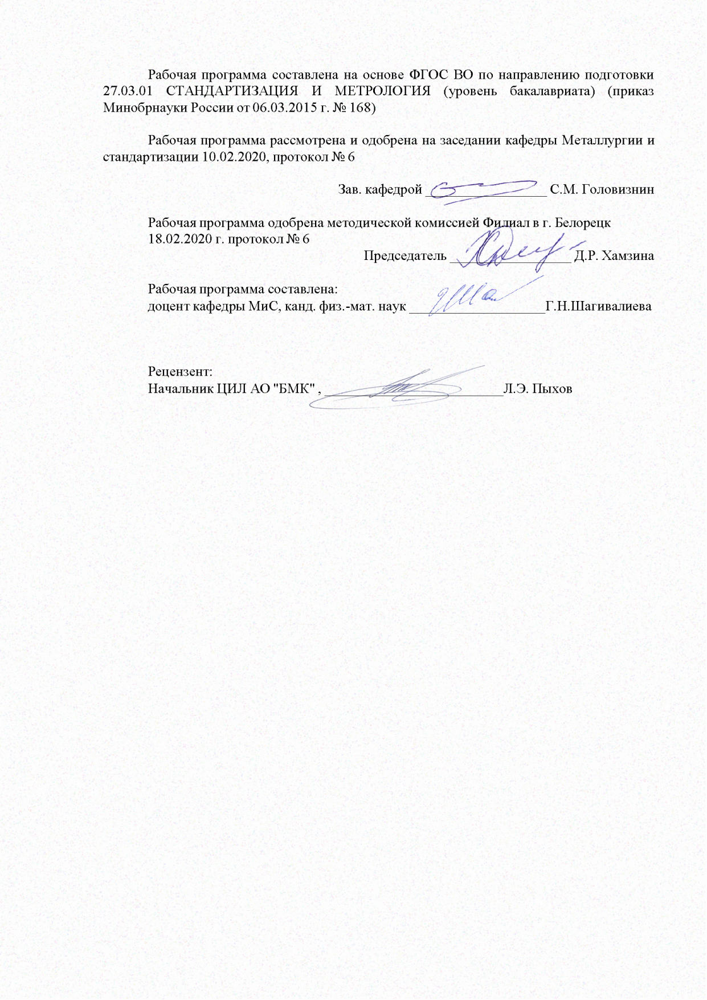 Рабочая программа составлена на основе ФГОС ВО по направлению подготовки
27.03.01 СТАНДАРТИЗАЦИЯ И МЕТРОЛОГИЯ (уровень бакалавриата) (приказ
Минобрнауки России от 06.03.2015 г. № 168)
Рабочая программа рассмотрена и одобрена на заседании кафедры Металлургии и
стандартизации 10.02.2020, протокол № 6
Зав. кафедрой _________________ С.М. Головизнин
Рабочая программа одобрена методической комиссией Филиал в г. Белорецк
18.02.2020 г. протокол № 6
Председатель _________________ Д.Р. Хамзина
Рабочая программа составлена:
доцент кафедры МиС, канд. физ.-мат. наук ___________________Г.Н.Шагивалиева
Рецензент:
Начальник ЦИЛ АО "БМК" , _________________________Л.Э. Пыхов